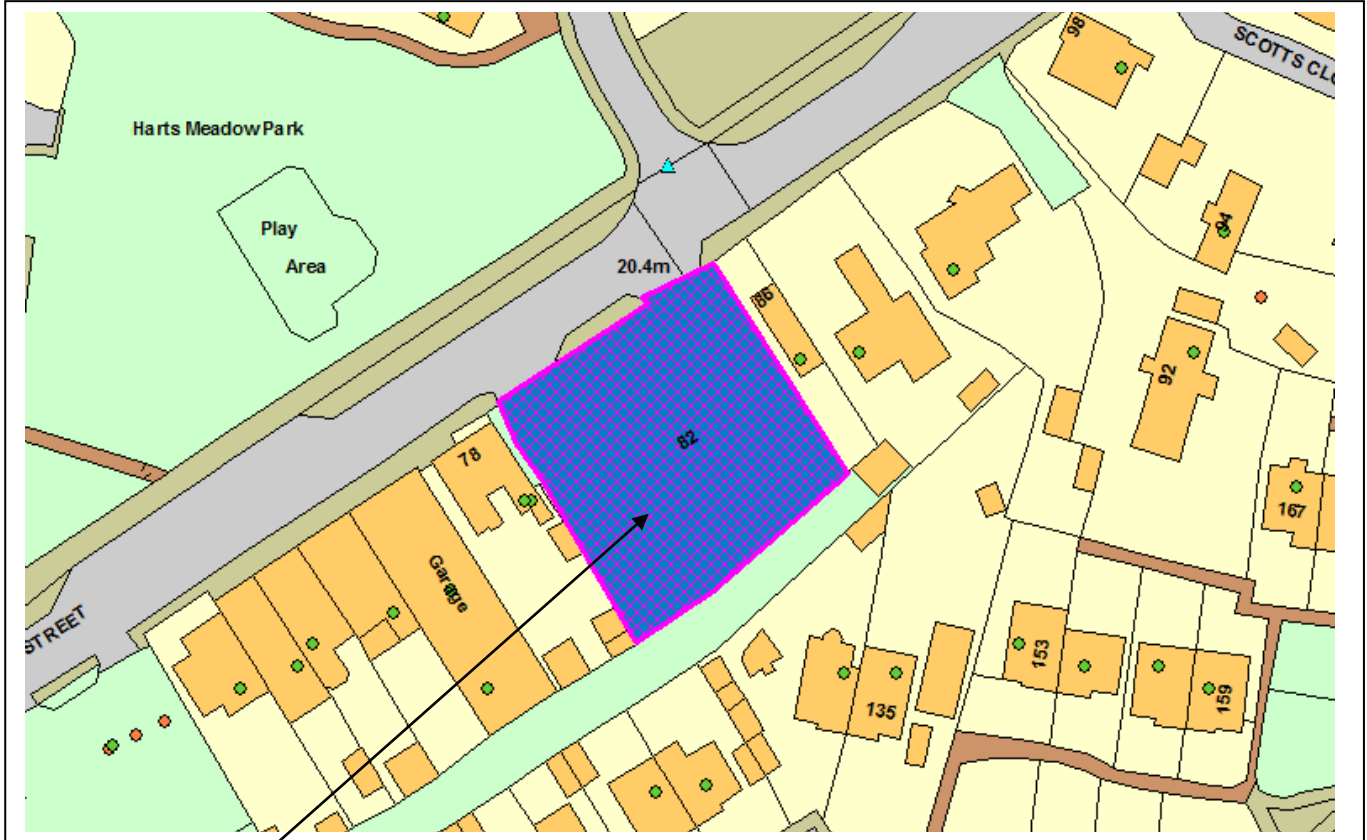 98
SCOTTS CLO
Harts Meadow Park
94
Play
Area
20.4m
86
92
82
78
167
Garage
STREET
153
159
135